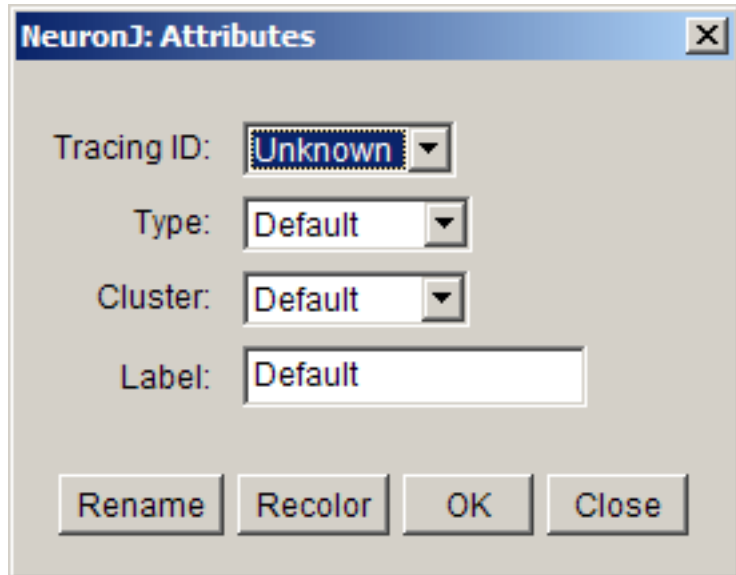 NeuronJ: Attributes
Tracing ID: Unknown
Type: Default
Cluster: Default
Label: Default
Rename Recolor OK Close